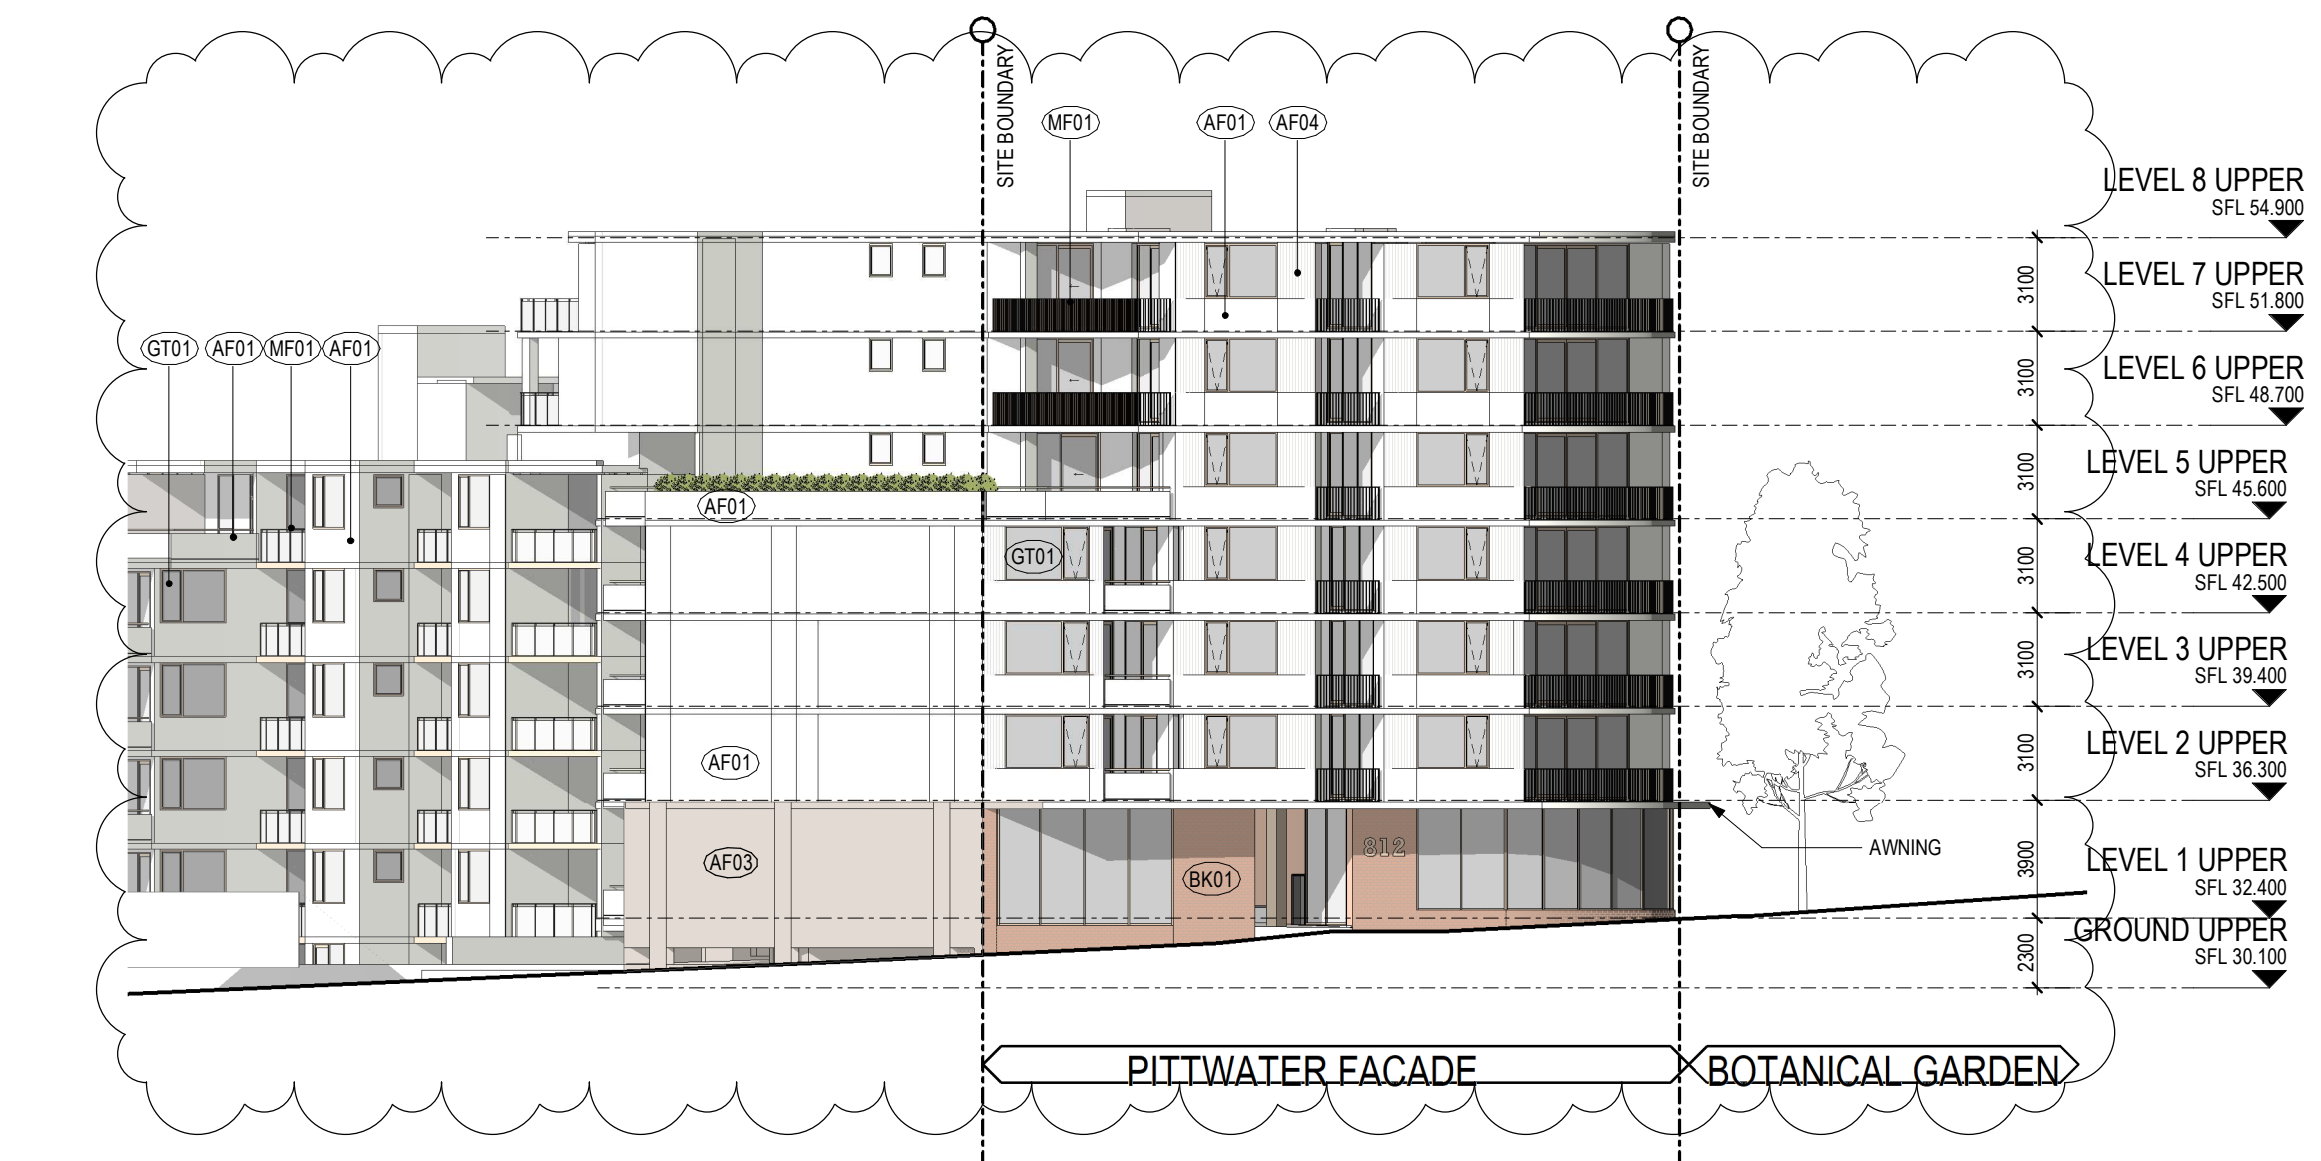 SITE BOUNDARY
SITE BOUNDARY
MF01
AF01
AF04
LEVEL 8 UPPER
SFL 54.900
LEVEL 7 UPPER
SFL 51.800
3100
GT01
AF01
MF01
AF01
LEVEL 6 UPPER
SFL 48.700
3100
LEVEL 5 UPPER
SFL 45.600
3100
AF01
GT01
LEVEL 4 UPPER
SFL 42.500
3100
LEVEL 3 UPPER
SFL 39.400
3100
AF01
LEVEL 2 UPPER
SFL 36.300
3100
AF03
BK01
812
AWNING
LEVEL 1 UPPER
SFL 32.400
3900
GROUND UPPER
SFL 30.100
2300
PITTWATER FACADE
BOTANICAL GARDEN